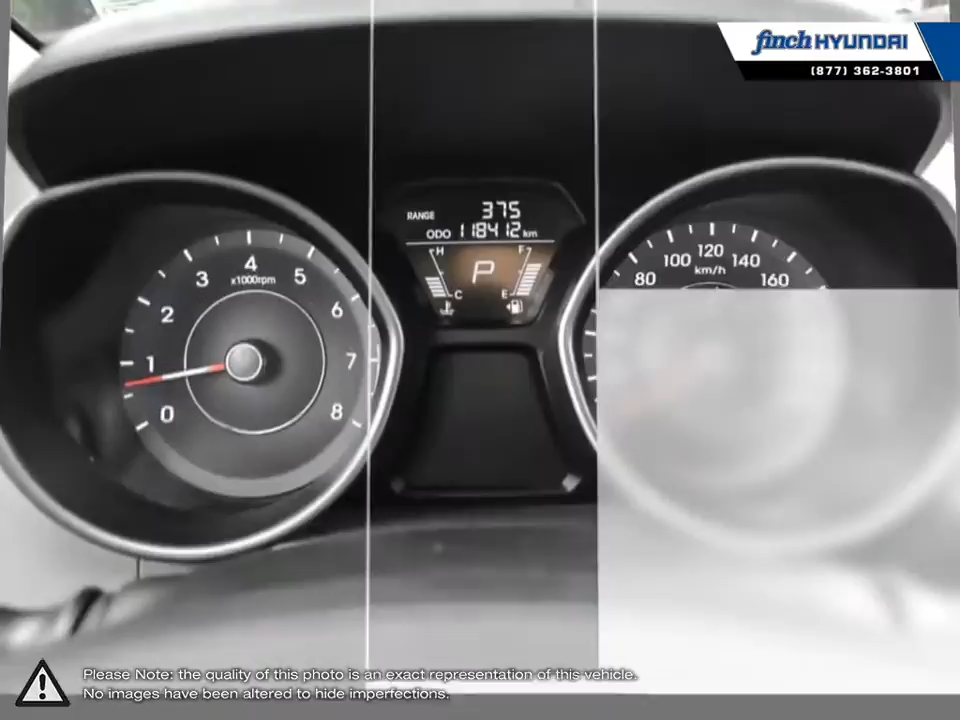 finch HYUNDAI
(877) 362-3801
RANGE 375
ODO 118412 km
H F
P
C E
0 1 2 3 4 5 6 7 8
x1000rpm
80 100 120 140 160
km/h
Please Note: the quality of this photo is an exact representation of this vehicle.
No images have been altered to hide imperfections.